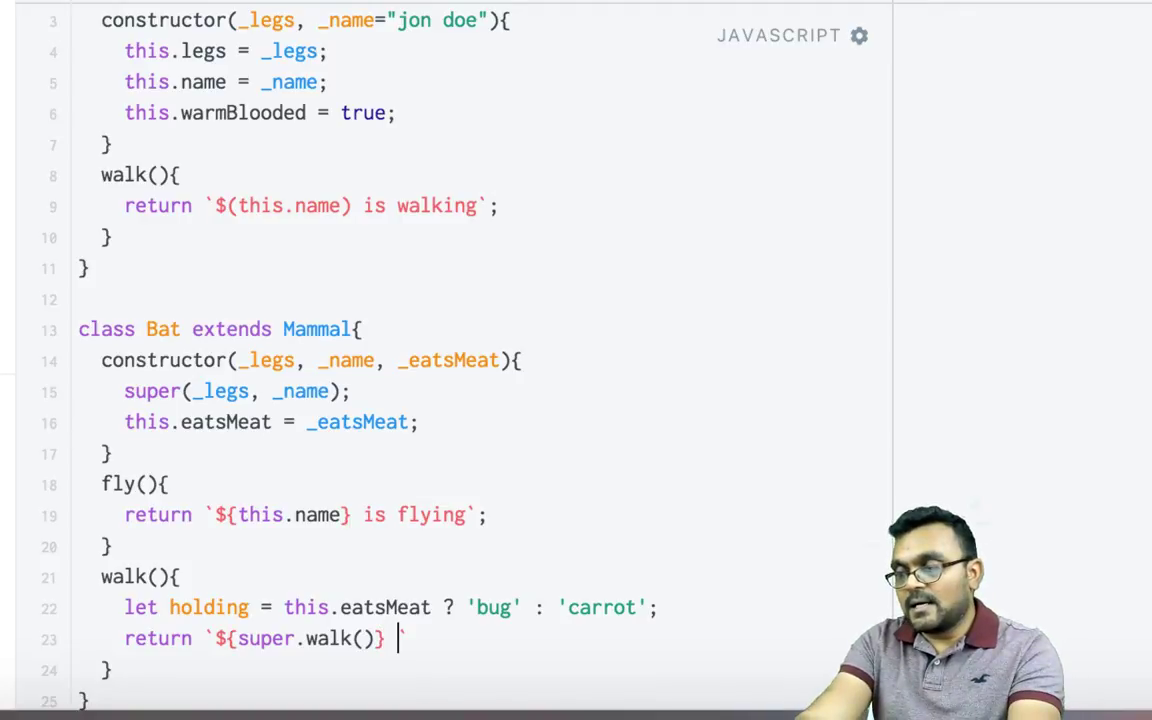 3 constructor(_legs, _name="jon doe"){
JAVASCRIPT
4 this.legs = _legs;
5 this.name = _name;
6 this.warmBlooded = true;
7 }
8 walk(){
9 return `$(this.name) is walking`;
10 }
11 }
12
13 class Bat extends Mammal{
14 constructor(_legs, _name, _eatsMeat){
15 super(_legs, _name);
16 this.eatsMeat = _eatsMeat;
17 }
18 fly(){
19 return `${this.name} is flying`;
20 }
21 walk(){
22 let holding = this.eatsMeat ? 'bug' : 'carrot';
23 return `${super.walk()} `
24 }
25 }